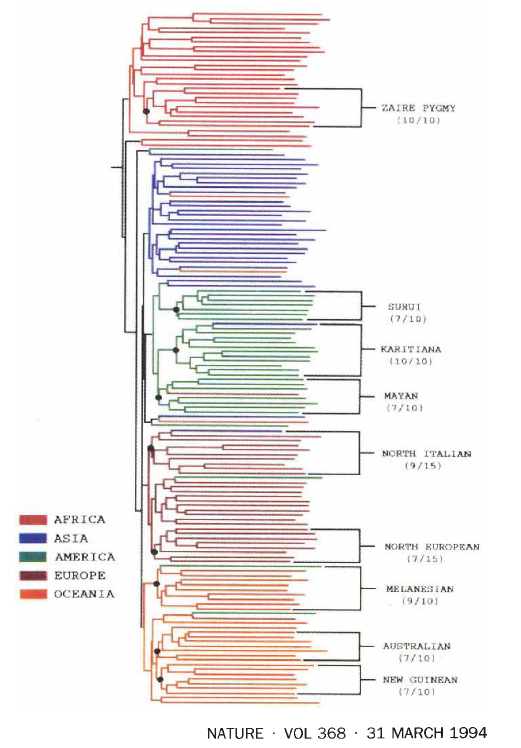 ZAIRE PYGMY
(10/10)
SURUI
(7/10)
KARITIANA
(10/10)
MAYAN
(7/10)
NORTH ITALIAN
(9/15)
AFRICA
ASIA
AMERICA
EUROPE
OCEANIA
NORTH EUROPEAN
(7/15)
MELANESIAN
(9/10)
AUSTRALIAN
(7/10)
NEW GUINEAN
(7/10)
NATURE · VOL 368 · 31 MARCH 1994